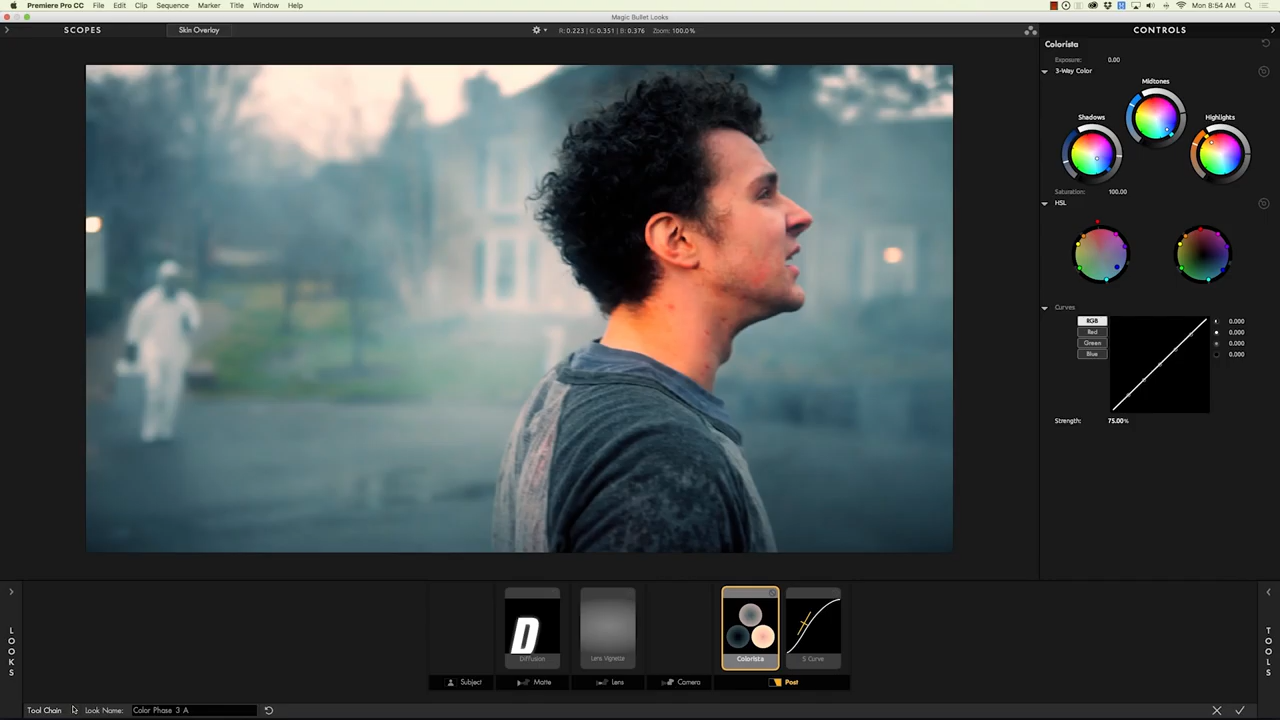 Premiere Pro CC File Edit Clip Sequence Marker Title Window Help
Mon 8:54 AM
Magic Bullet Looks
SCOPES
Skin Overlay
R: 0.223 | G: 0.351 | B: 0.376 Zoom: 100.0%
CONTROLS
Colorista
Exposure: 0.00
3-Way Color
Midtones
Shadows
Highlights
Saturation: 100.00
HSL
Curves
RGB 0.000
Red 0.000
Green 0.000
Blue 0.000
Strength: 75.00%
LOOKS
D
Diffusion
Lens Vignette
Colorista
S Curve
TOOLS
Subject
Matte
Lens
Camera
Post
Tool Chain
Look Name: Color Phase 3 A